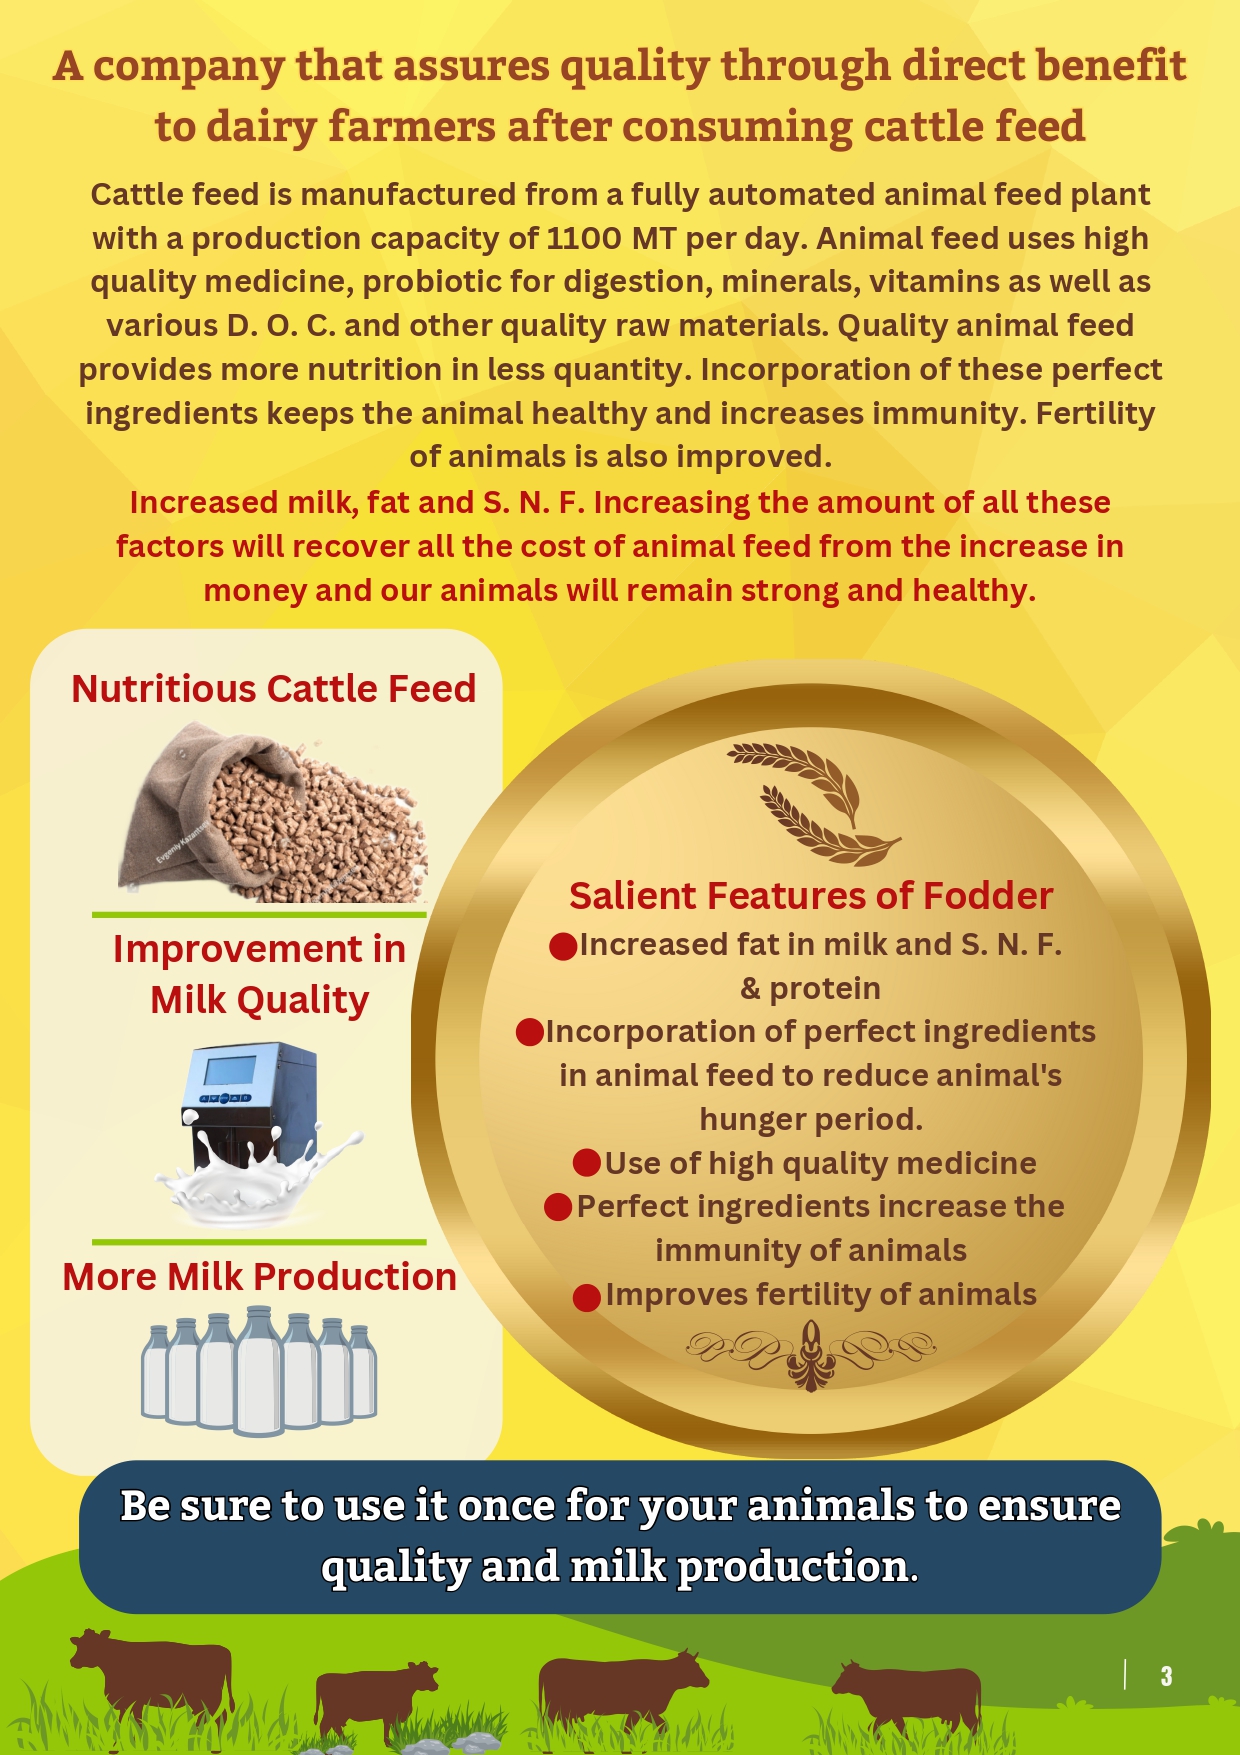 A company that assures quality through direct benefit
to dairy farmers after consuming cattle feed
Cattle feed is manufactured from a fully automated animal feed plant
with a production capacity of 1100 MT per day. Animal feed uses high
quality medicine, probiotic for digestion, minerals, vitamins as well as
various D. O. C. and other quality raw materials. Quality animal feed
provides more nutrition in less quantity. Incorporation of these perfect
ingredients keeps the animal healthy and increases immunity. Fertility
of animals is also improved.
Increased milk, fat and S. N. F. Increasing the amount of all these
factors will recover all the cost of animal feed from the increase in
money and our animals will remain strong and healthy.
Nutritious Cattle Feed
Evgeniy Kazantsev
Improvement in
Milk Quality
More Milk Production
Salient Features of Fodder
●Increased fat in milk and S. N. F.
& protein
●Incorporation of perfect ingredients
in animal feed to reduce animal's
hunger period.
●Use of high quality medicine
●Perfect ingredients increase the
immunity of animals
●Improves fertility of animals
Be sure to use it once for your animals to ensure
quality and milk production.
3